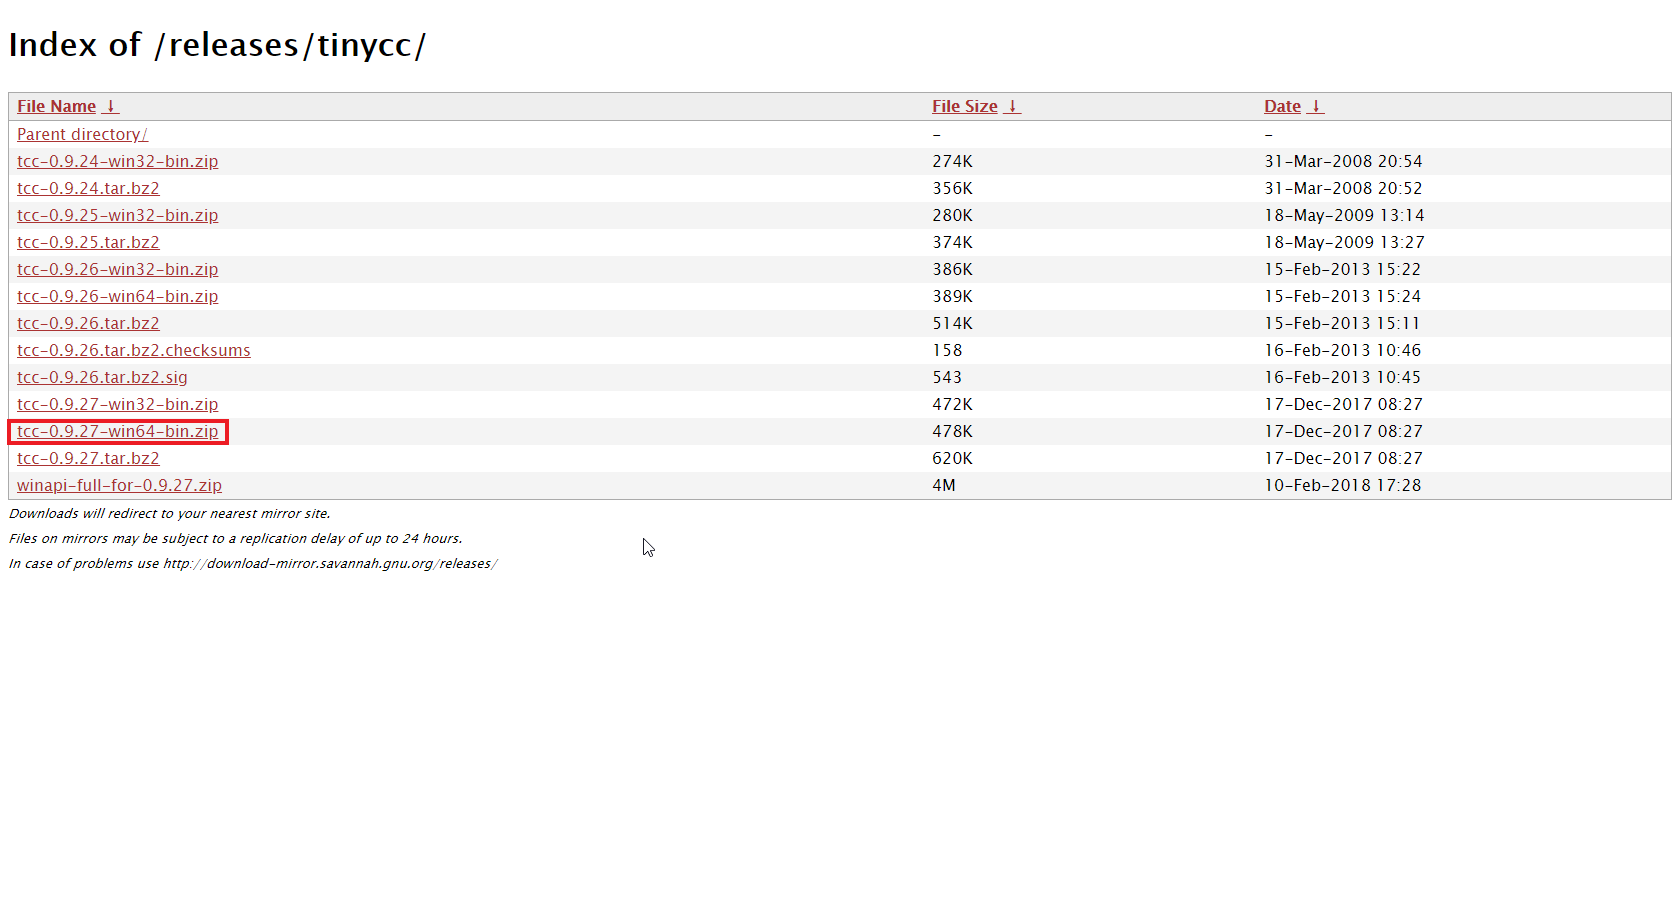 Index of /releases/tinycc/
File Name ↓ File Size ↓ Date ↓
Parent directory/ - -
tcc-0.9.24-win32-bin.zip 274K 31-Mar-2008 20:54
tcc-0.9.24.tar.bz2 356K 31-Mar-2008 20:52
tcc-0.9.25-win32-bin.zip 280K 18-May-2009 13:14
tcc-0.9.25.tar.bz2 374K 18-May-2009 13:27
tcc-0.9.26-win32-bin.zip 386K 15-Feb-2013 15:22
tcc-0.9.26-win64-bin.zip 389K 15-Feb-2013 15:24
tcc-0.9.26.tar.bz2 514K 15-Feb-2013 15:11
tcc-0.9.26.tar.bz2.checksums 158 16-Feb-2013 10:46
tcc-0.9.26.tar.bz2.sig 543 16-Feb-2013 10:45
tcc-0.9.27-win32-bin.zip 472K 17-Dec-2017 08:27
tcc-0.9.27-win64-bin.zip 478K 17-Dec-2017 08:27
tcc-0.9.27.tar.bz2 620K 17-Dec-2017 08:27
winapi-full-for-0.9.27.zip 4M 10-Feb-2018 17:28
Downloads will redirect to your nearest mirror site.
Files on mirrors may be subject to a replication delay of up to 24 hours.
In case of problems use http://download-mirror.savannah.gnu.org/releases/